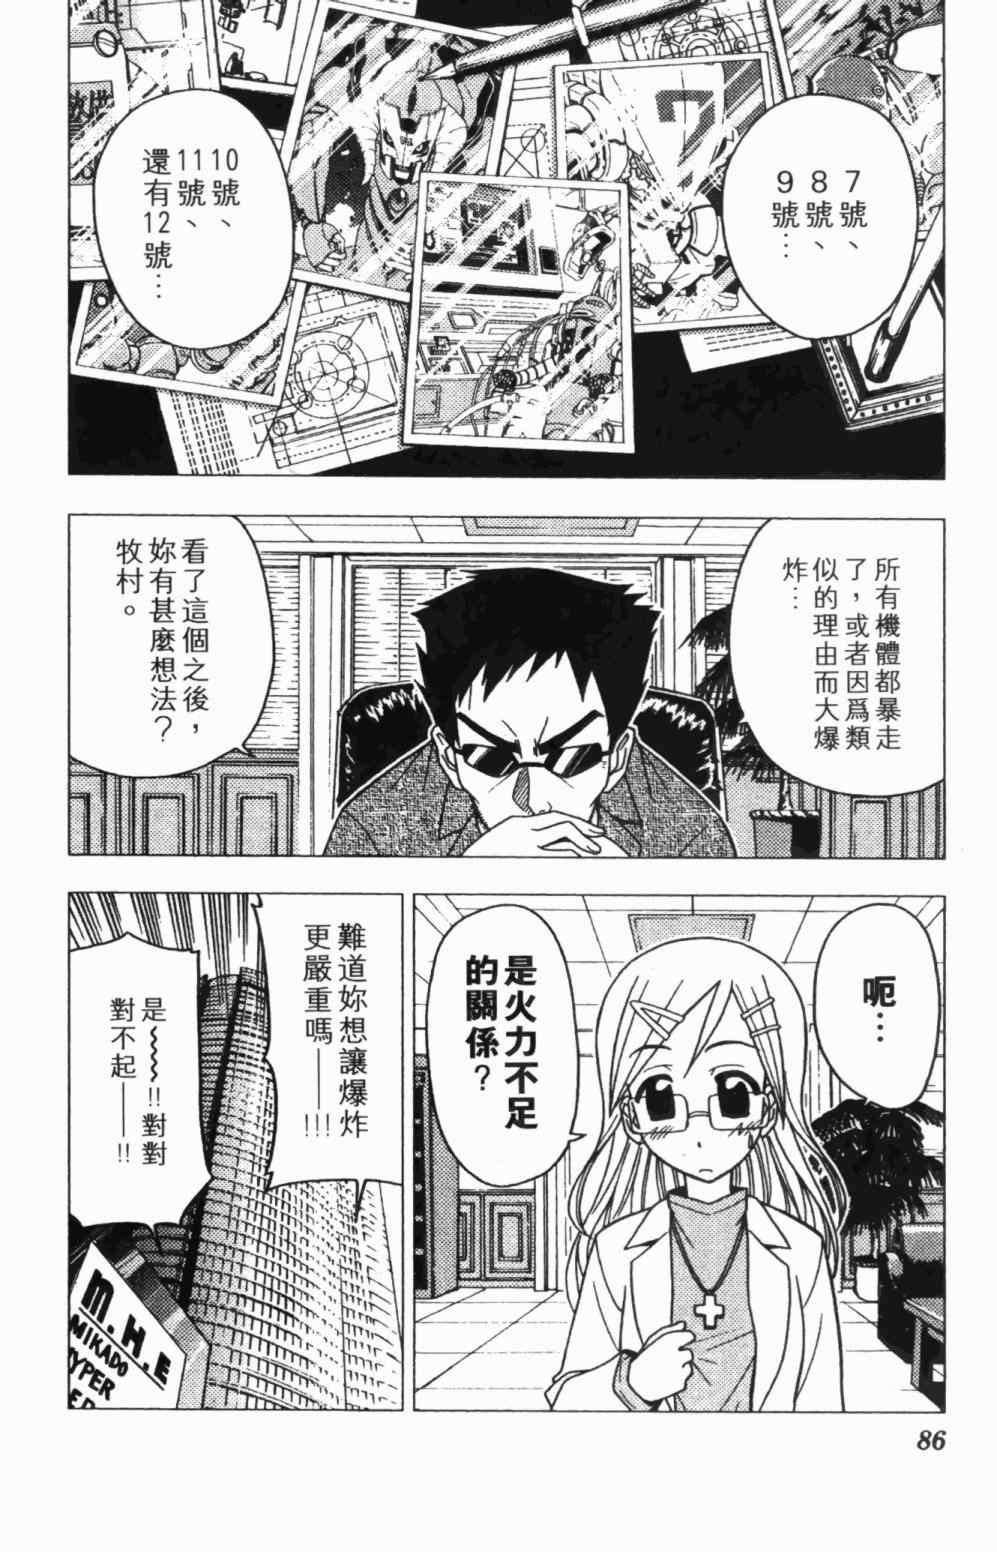 7號、
8號、
9號…
10號、
11號、
還有12號…
所有機體都暴走
了，或者因爲類
似的理由而大爆
炸…
看了這個之後，
妳有甚麼想法？
牧村。
呃…
是火力不足
的關係？
難道妳想讓爆炸
更嚴重嗎——!!!
是~~~!!對對
對不起——!!
M.H.E
MIKADO
HYPER
86